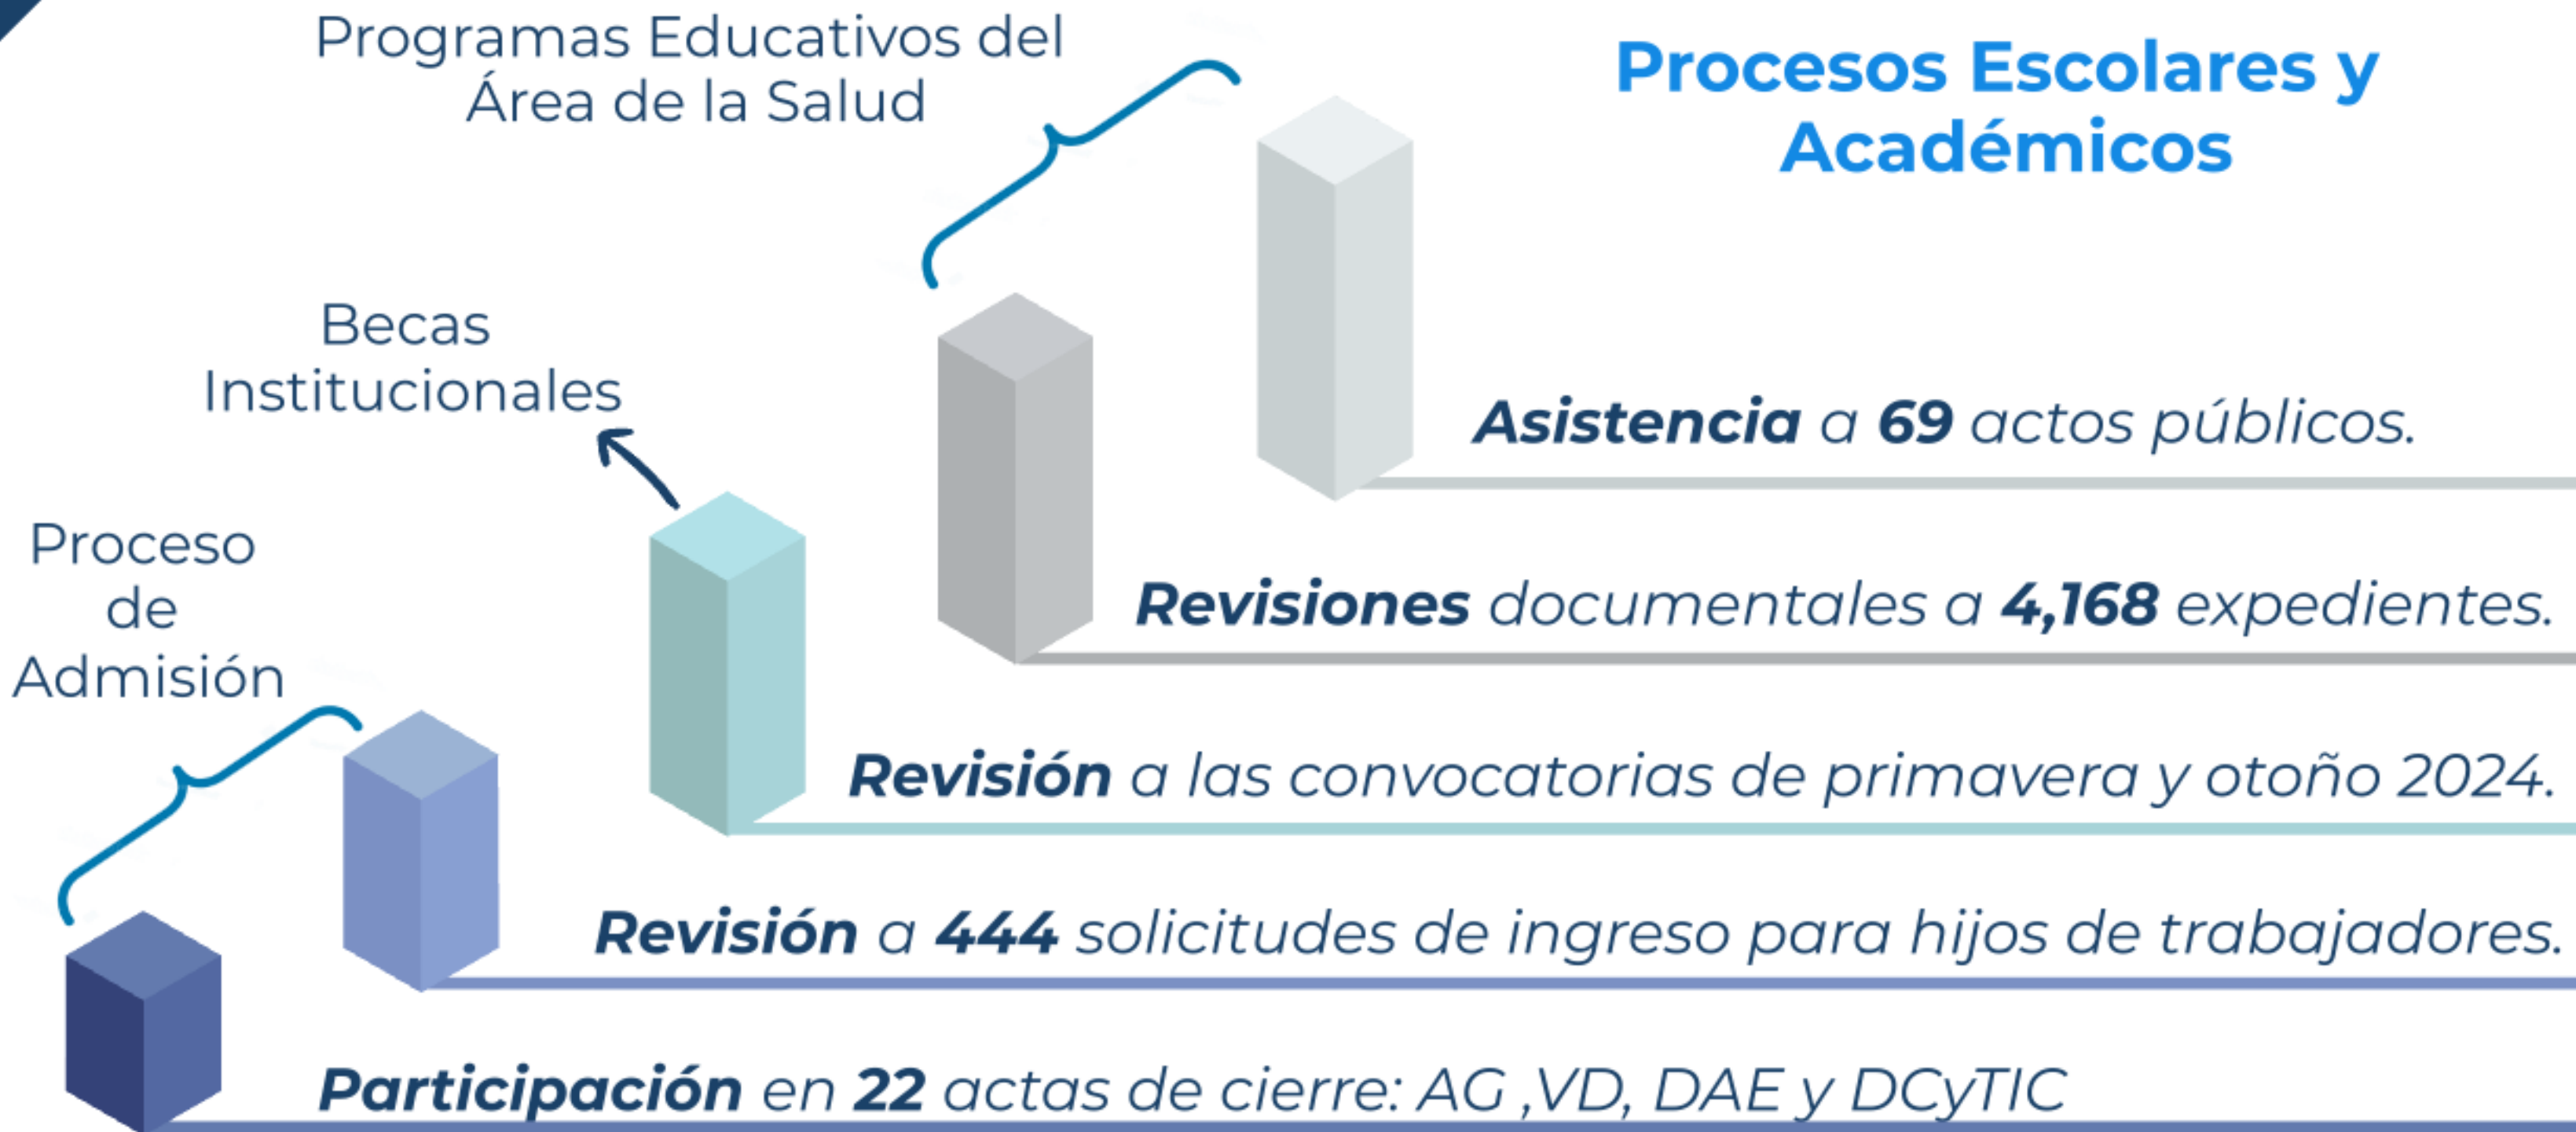 Programas Educativos del
Área de la Salud
Procesos Escolares y
Académicos
Becas
Institucionales
Asistencia a 69 actos públicos.
Proceso
de
Admisión
Revisiones documentales a 4,168 expedientes.
Revisión a las convocatorias de primavera y otoño 2024.
Revisión a 444 solicitudes de ingreso para hijos de trabajadores.
Participación en 22 actas de cierre: AG ,VD, DAE y DCyTIC